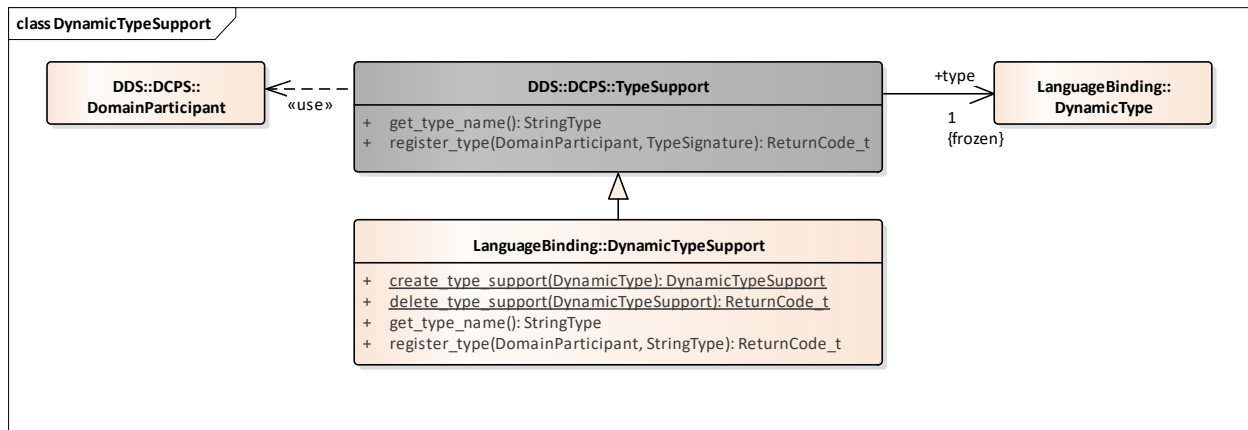 class DynamicTypeSupport
DDS::DCPS::
DomainParticipant
«use»
DDS::DCPS::TypeSupport
+ get_type_name(): StringType
+ register_type(DomainParticipant, TypeSignature): ReturnCode_t
+type
1
{frozen}
LanguageBinding::
DynamicType
LanguageBinding::DynamicTypeSupport
+ create_type_support(DynamicType): DynamicTypeSupport
+ delete_type_support(DynamicTypeSupport): ReturnCode_t
+ get_type_name(): StringType
+ register_type(DomainParticipant, StringType): ReturnCode_t